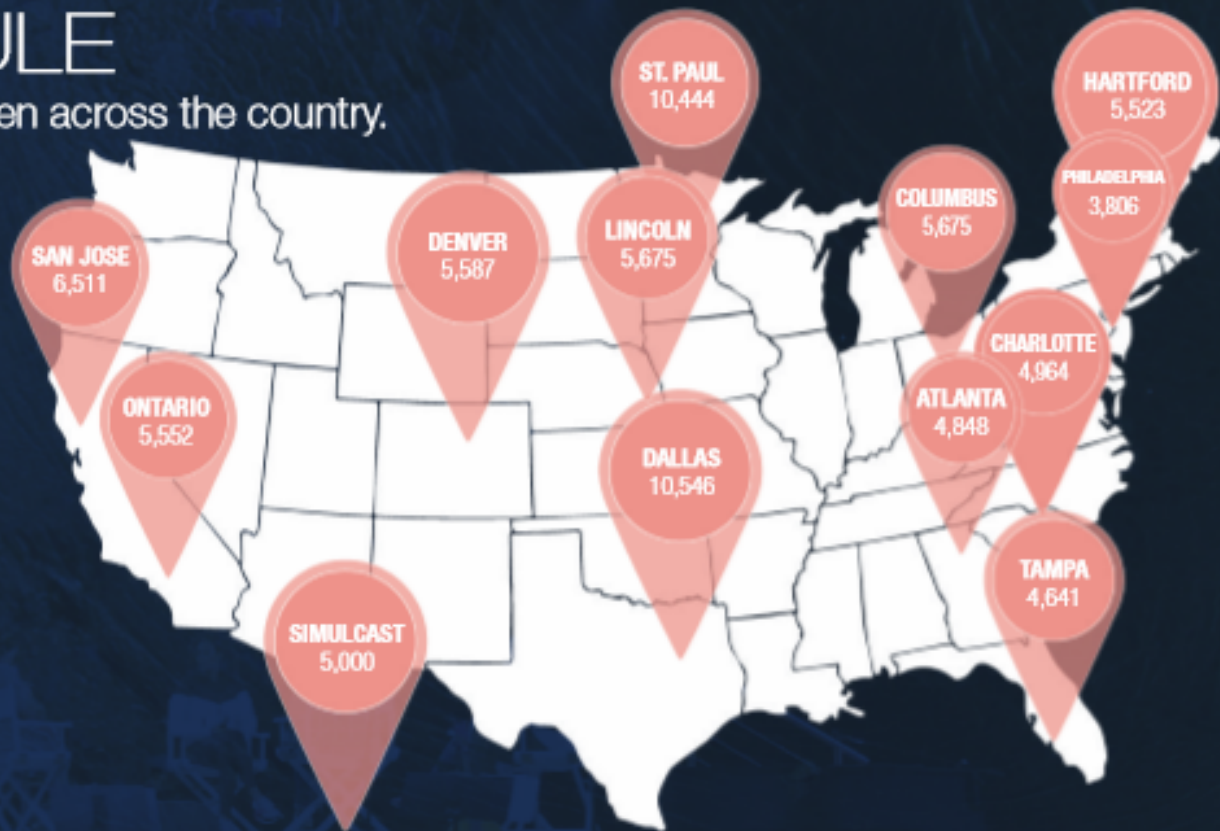 ULE
en across the country.
ST. PAUL
10,444
HARTFORD
5,523
PHILADELPHIA
3,806
COLUMBUS
5,675
DENVER
5,587
LINCOLN
5,675
SAN JOSE
6,511
CHARLOTTE
4,964
ONTARIO
5,552
ATLANTA
4,848
DALLAS
10,546
TAMPA
4,641
SIMULCAST
5,000